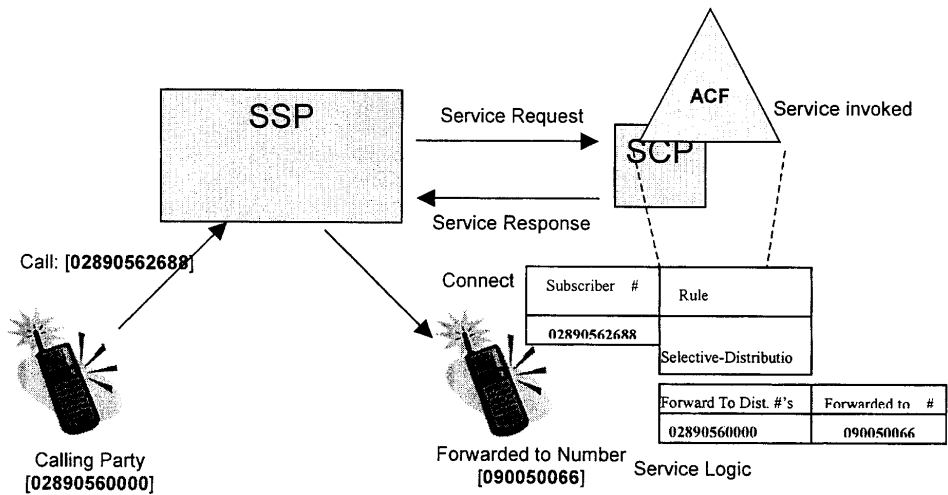 ACF
SSP
Service Request
Service invoked
SCP
Service Response
Call: [02890562688]
Connect
Subscriber #
Rule
02890562688
Selective-Distributio
Forward To Dist. #'s
Forwarded to #
02890560000
090050066
Calling Party
[02890560000]
Forwarded to Number
[090050066]
Service Logic